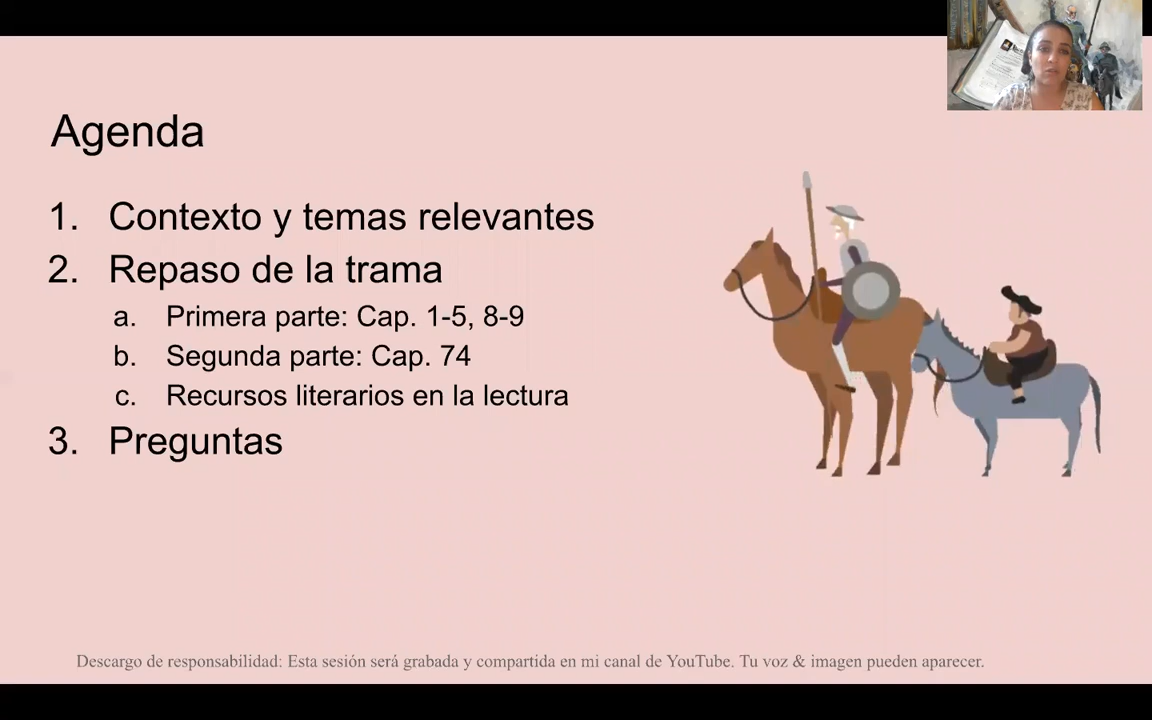 Agenda
1. Contexto y temas relevantes
2. Repaso de la trama
a. Primera parte: Cap. 1-5, 8-9
b. Segunda parte: Cap. 74
c. Recursos literarios en la lectura
3. Preguntas
Descargo de responsabilidad: Esta sesión será grabada y compartida en mi canal de YouTube. Tu voz & imagen pueden aparecer.